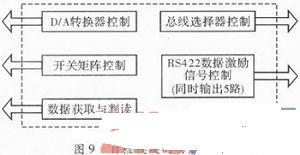 D/A转换器控制
总线选择器控制
开关矩阵控制
RS422数据激励
信号控制
(同时输出5路)
数据获取与判读
图9